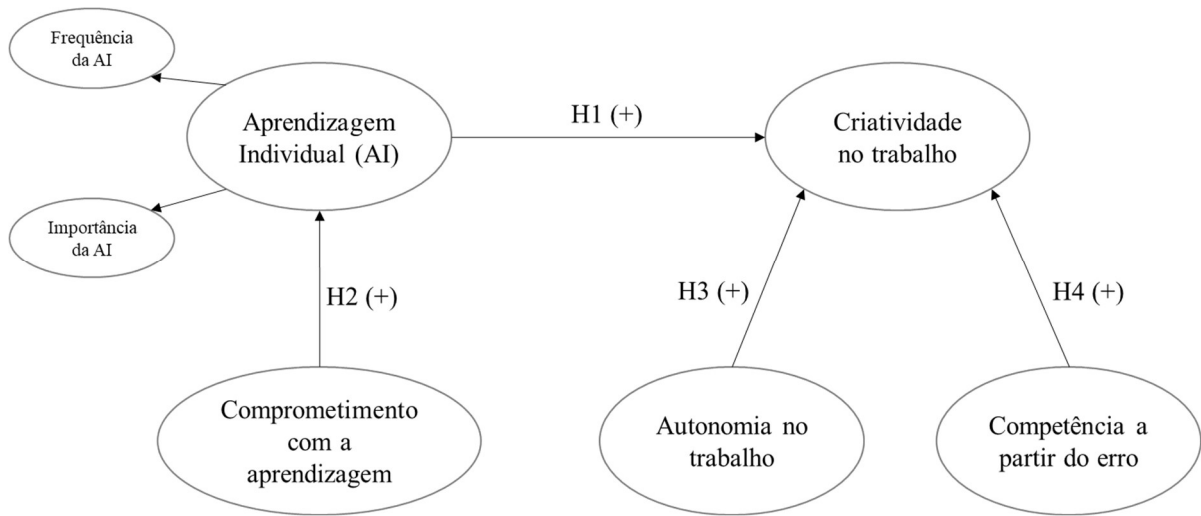 Frequência
da AI
Aprendizagem
Individual (AI)
H1 (+)
Criatividade
no trabalho
Importância
da AI
H2 (+)
H3 (+)
H4 (+)
Comprometimento
com a
aprendizagem
Autonomia no
trabalho
Competência a
partir do erro